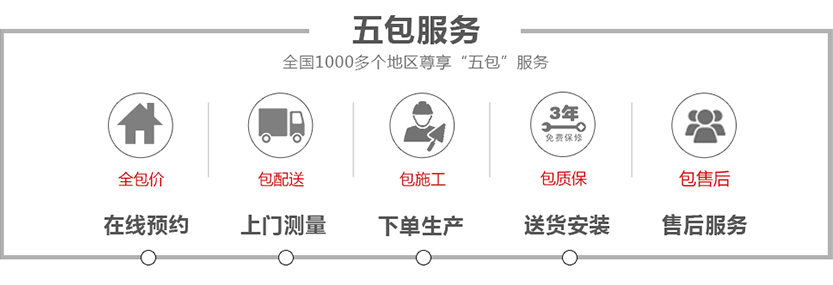 五包服务
全国1000多个地区尊享“五包”服务
3年
免费保修
全包价 包配送 包施工 包质保 包售后
在线预约 上门测量 下单生产 送货安装 售后服务